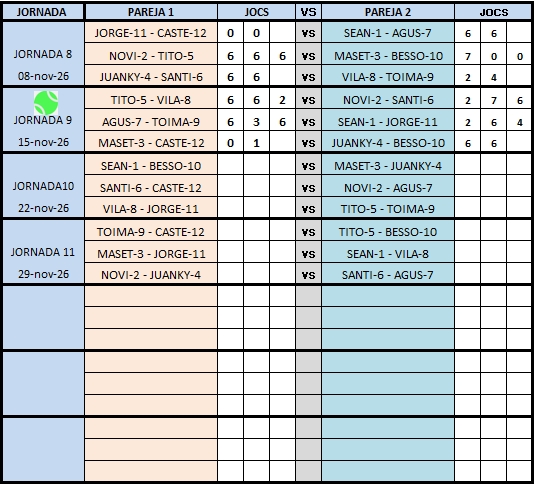 JORNADA PAREJA 1 JOCS VS PAREJA 2 JOCS
JORGE-11 - CASTE-12 0 0 VS SEAN-1 - AGUS-7 6 6
JORNADA 8 NOVI-2 - TITO-5 6 6 6 VS MASET-3 - BESSO-10 7 0 0
08-nov-26 JUANKY-4 - SANTI-6 6 6 VS VILA-8 - TOIMA-9 2 4
TITO-5 - VILA-8 6 6 2 VS NOVI-2 - SANTI-6 2 7 6
JORNADA 9 AGUS-7 - TOIMA-9 6 3 6 VS SEAN-1 - JORGE-11 2 6 4
15-nov-26 MASET-3 - CASTE-12 0 1 VS JUANKY-4 - BESSO-10 6 6
SEAN-1 - BESSO-10 VS MASET-3 - JUANKY-4
JORNADA10 SANTI-6 - CASTE-12 VS NOVI-2 - AGUS-7
22-nov-26 VILA-8 - JORGE-11 VS TITO-5 - TOIMA-9
TOIMA-9 - CASTE-12 VS TITO-5 - BESSO-10
JORNADA 11 MASET-3 - JORGE-11 VS SEAN-1 - VILA-8
29-nov-26 NOVI-2 - JUANKY-4 VS SANTI-6 - AGUS-7